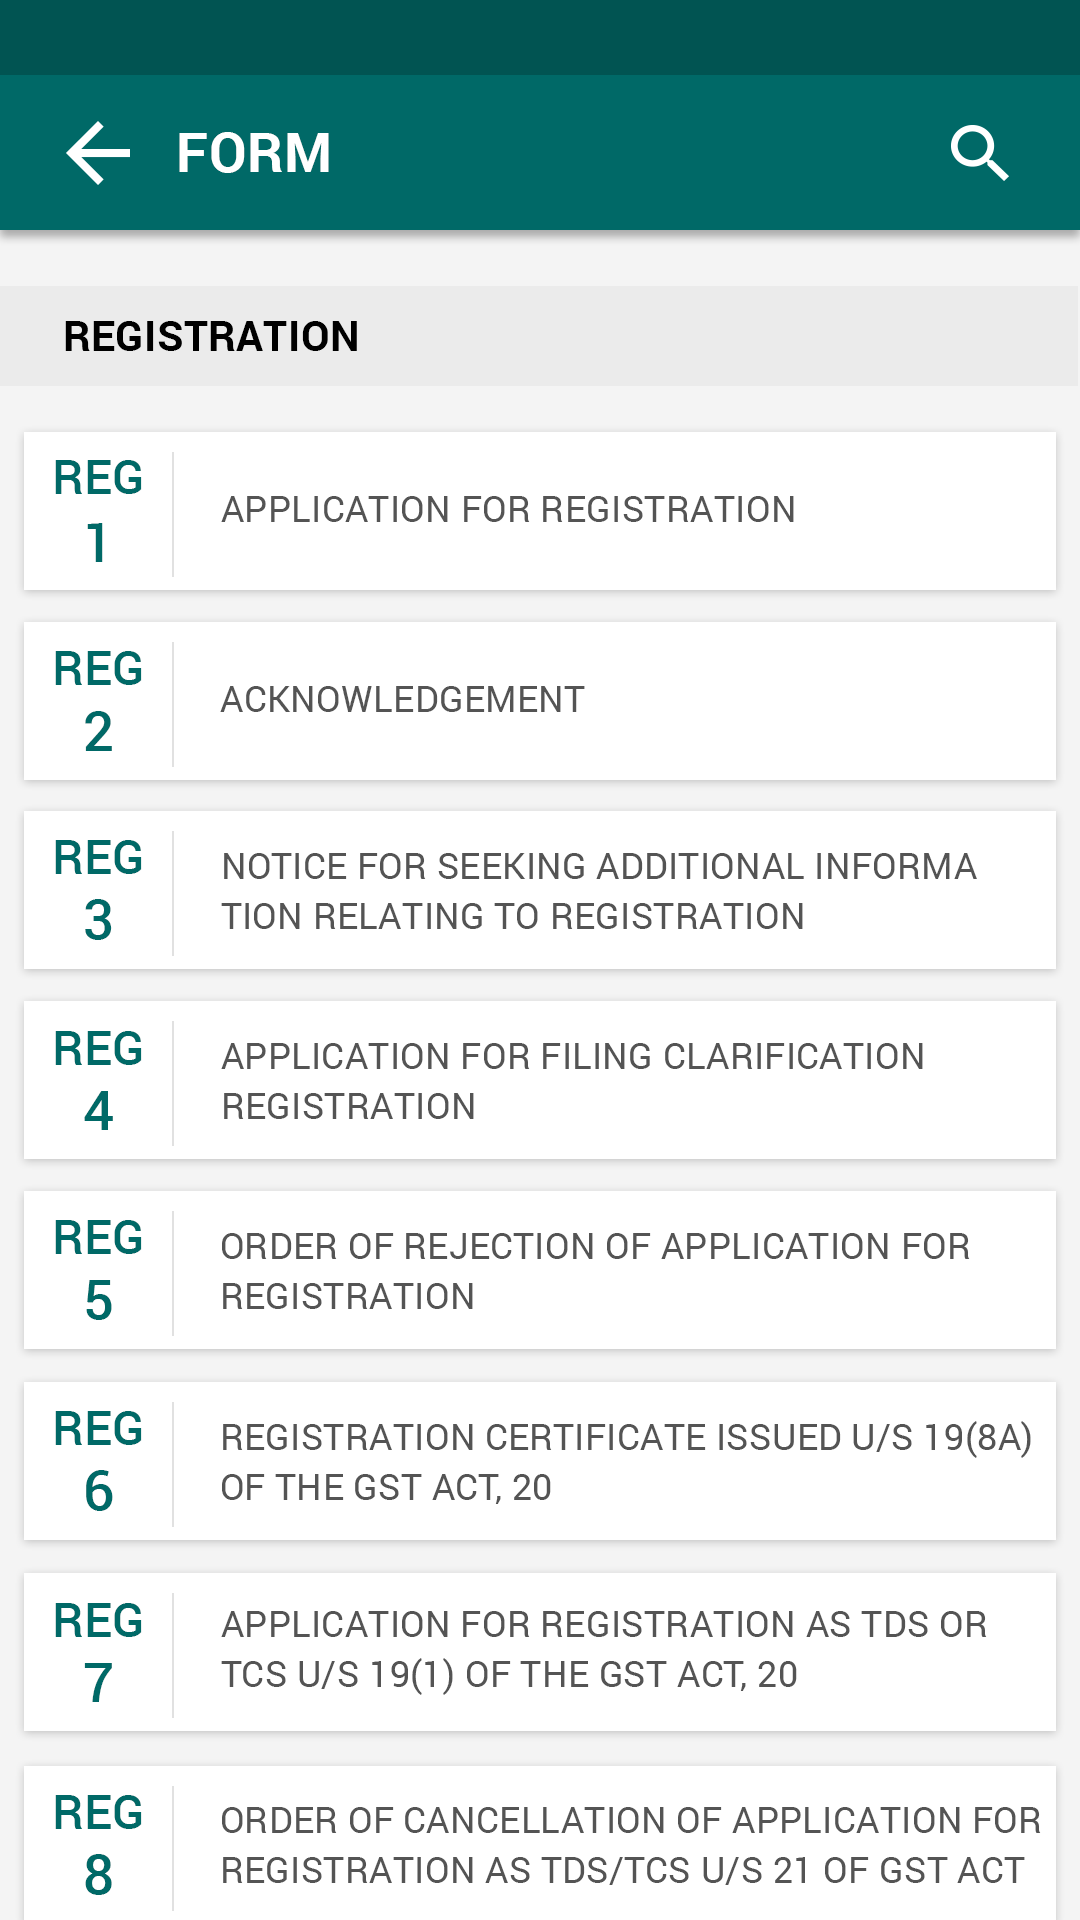 FORM
REGISTRATION
REG
1
APPLICATION FOR REGISTRATION
REG
2
ACKNOWLEDGEMENT
REG
3
NOTICE FOR SEEKING ADDITIONAL INFORMA
TION RELATING TO REGISTRATION
REG
4
APPLICATION FOR FILING CLARIFICATION
REGISTRATION
REG
5
ORDER OF REJECTION OF APPLICATION FOR
REGISTRATION
REG
6
REGISTRATION CERTIFICATE ISSUED U/S 19(8A)
OF THE GST ACT, 20
REG
7
APPLICATION FOR REGISTRATION AS TDS OR
TCS U/S 19(1) OF THE GST ACT, 20
REG
8
ORDER OF CANCELLATION OF APPLICATION FOR
REGISTRATION AS TDS/TCS U/S 21 OF GST ACT